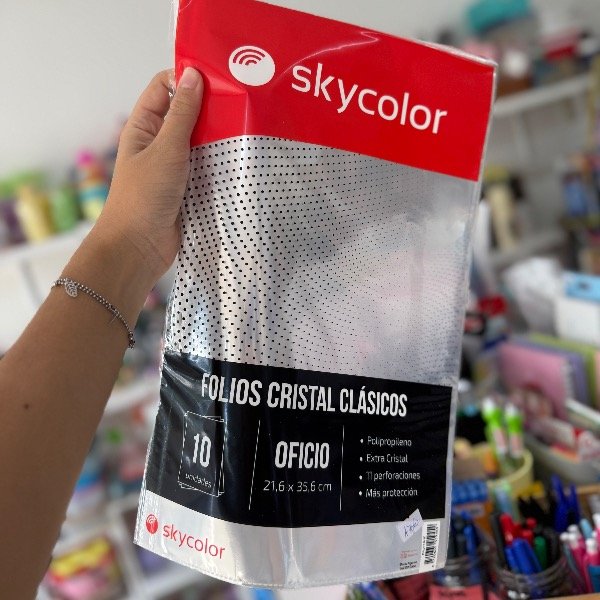 skycolor
FOLIOS CRISTAL CLÁSICOS
10
unidades
OFICIO
21,6 x 35,6 cm
• Polipropileno
• Extra Cristal
• 11 perforaciones
• Más protección
skycolor